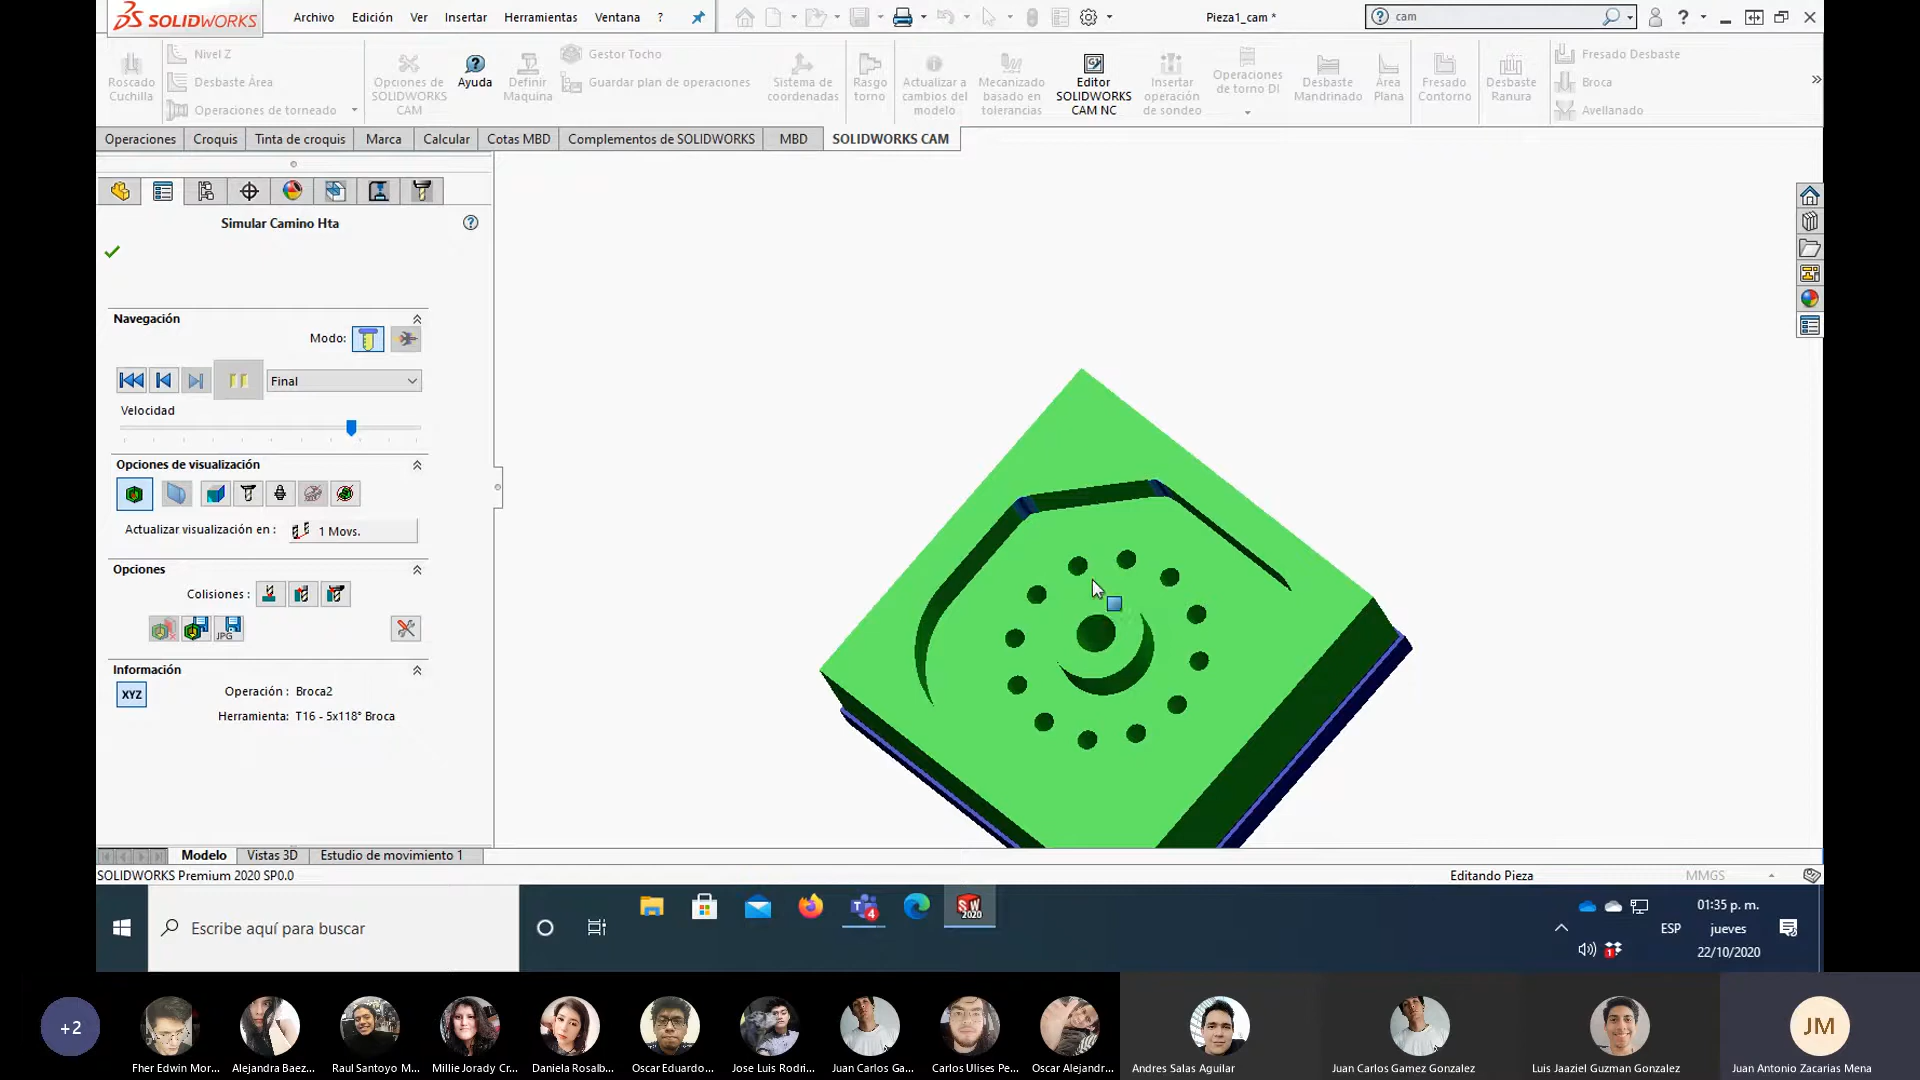 SOLIDWORKS
Archivo
Edición
Ver
Insertar
Herramientas
Ventana
?
Pieza1_cam *
cam
?
Roscado
Cuchilla
Nivel Z
Desbaste Área
Operaciones de torneado
Opciones de
SOLIDWORKS
CAM
Ayuda
Definir
Maquina
Gestor Tocho
Guardar plan de operaciones
Sistema de
coordenadas
Rasgo
torno
Actualizar a
cambios del
modelo
Mecanizado
basado en
tolerancias
Editor
SOLIDWORKS
CAM NC
Insertar
operación
de sondeo
Operaciones
de torno DI
Desbaste
Mandrinado
Área
Plana
Fresado
Contorno
Desbaste
Ranura
Fresado Desbaste
Broca
Avellanado
Operaciones
Croquis
Tinta de croquis
Marca
Calcular
Cotas MBD
Complementos de SOLIDWORKS
MBD
SOLIDWORKS CAM
Simular Camino Hta
Navegación
Modo:
Final
Velocidad
Opciones de visualización
Actualizar visualización en :
1 Movs.
Opciones
Colisiones :
JPG
Información
XYZ
Operación : Broca2
Herramienta: T16 - 5x118° Broca
Modelo
Vistas 3D
Estudio de movimiento 1
SOLIDWORKS Premium 2020 SP0.0
Editando Pieza
MMGS
Escribe aquí para buscar
4
SW
2020
ESP
01:35 p. m.
jueves
22/10/2020
1
+2
Fher Edwin Mor...
Alejandra Baez...
Raul Santoyo M...
Millie Jorady Cr...
Daniela Rosalb...
Oscar Eduardo...
Jose Luis Rodri...
Juan Carlos Ga...
Carlos Ulises Pe...
Oscar Alejandr...
Andres Salas Aguilar
Juan Carlos Gamez Gonzalez
Luis Jaaziel Guzman Gonzalez
JM
Juan Antonio Zacarias Mena